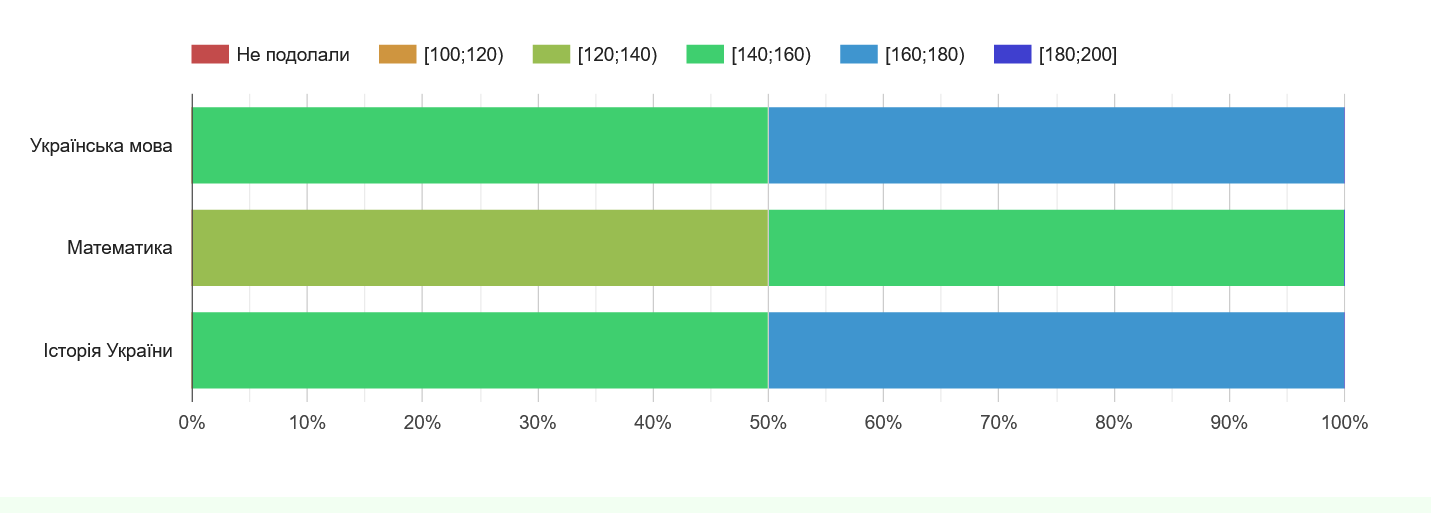 Не подолали [100;120) [120;140) [140;160) [160;180) [180;200]
Українська мова
Математика
Історія України
0% 10% 20% 30% 40% 50% 60% 70% 80% 90% 100%